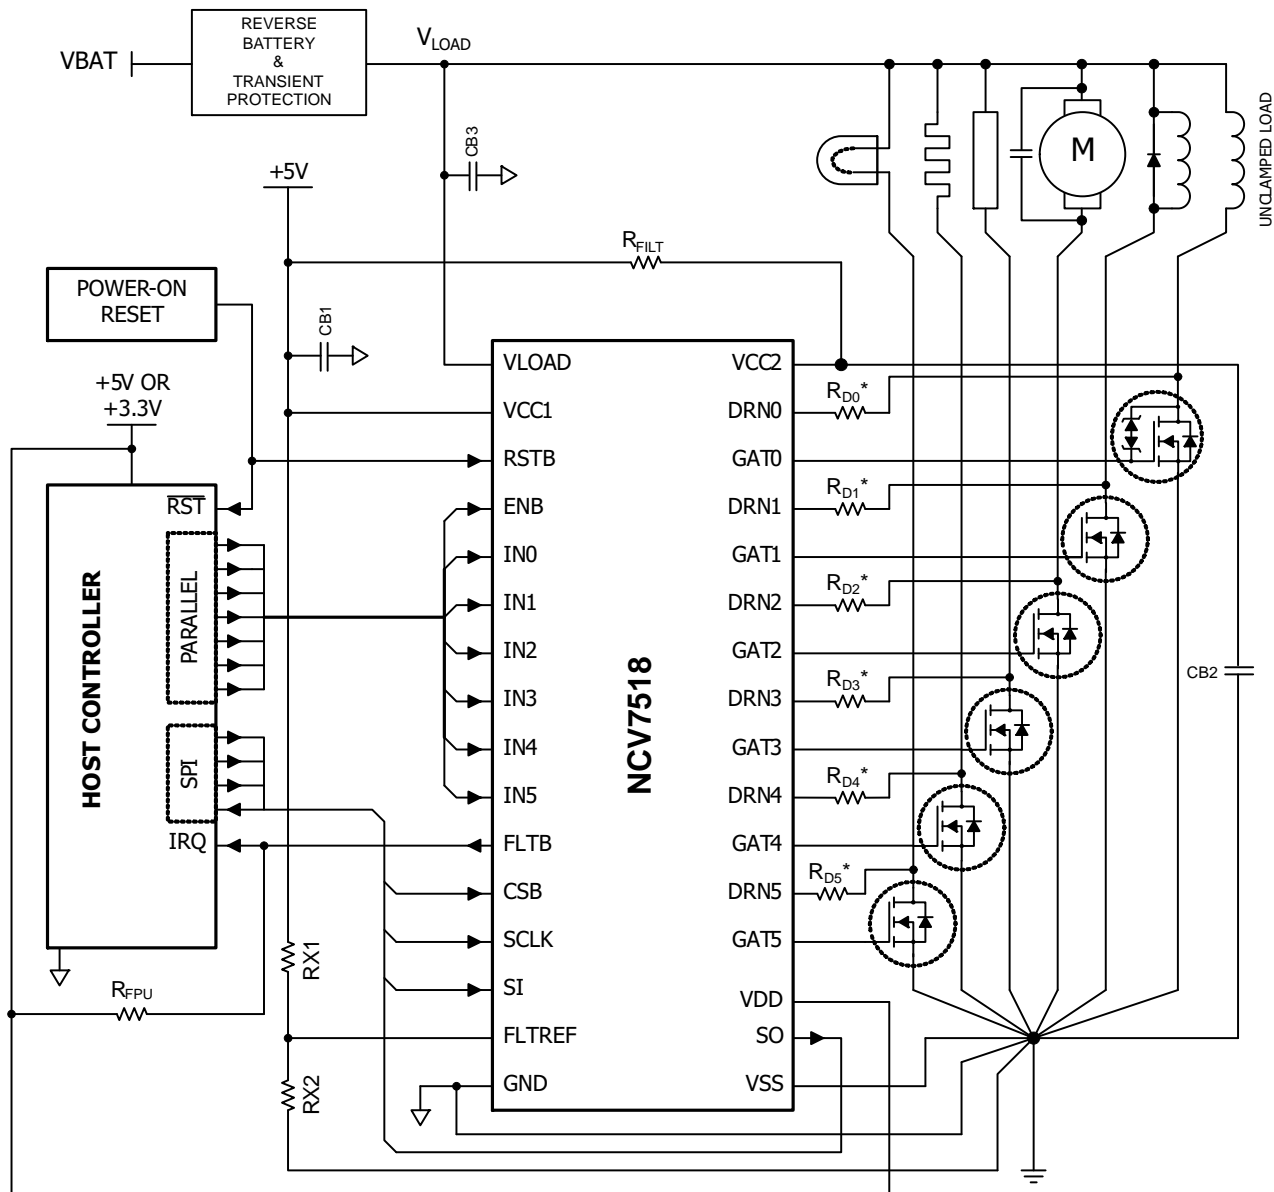 REVERSE
BATTERY
&
TRANSIENT
PROTECTION
VBAT
VLOAD
CB3
M
UNCLAMPED LOAD
+5V
RFILT
POWER-ON
RESET
CB1
+5V OR
+3.3V
VLOAD
VCC1
RSTB
ENB
IN0
IN1
IN2
IN3
IN4
IN5
FLTB
CSB
SCLK
SI
FLTREF
GND
NCV7518
VCC2
DRN0
GAT0
DRN1
GAT1
DRN2
GAT2
DRN3
GAT3
DRN4
GAT4
DRN5
GAT5
VDD
SO
VSS
RD0*
RD1*
RD2*
RD3*
RD4*
RD5*
CB2
RST
PARALLEL
HOST CONTROLLER
SPI
IRQ
RX1
RFPU
RX2